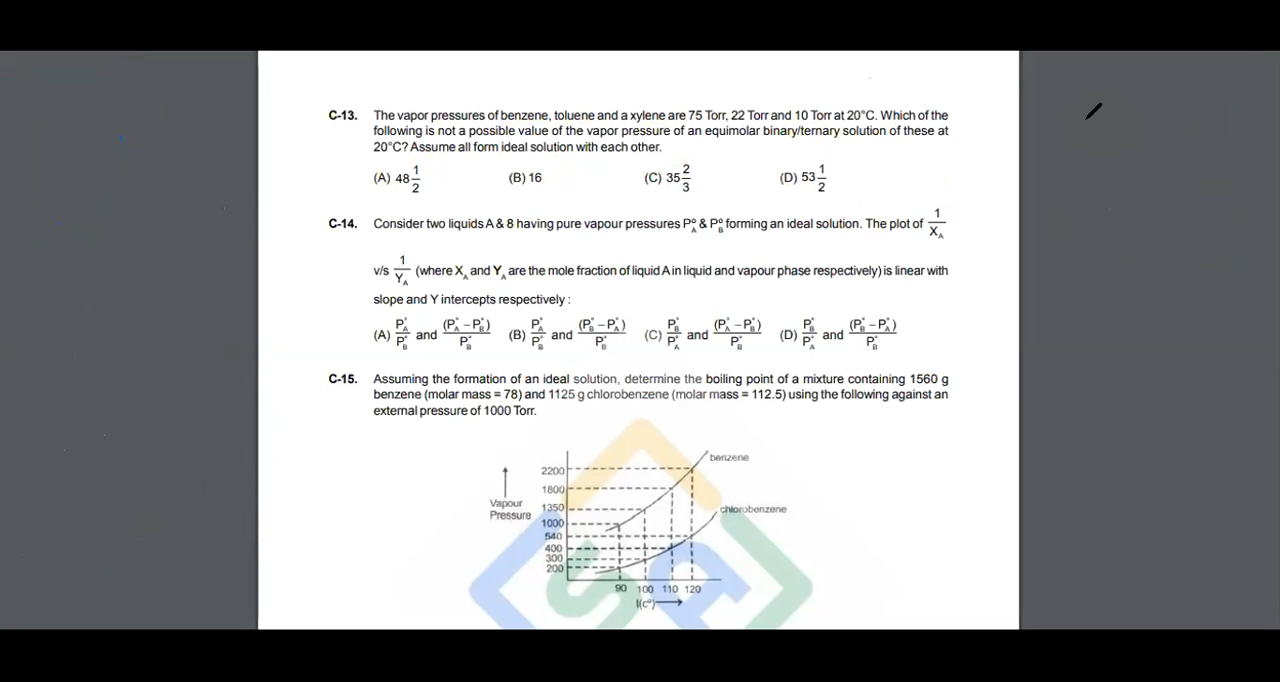 C-13. The vapor pressures of benzene, toluene and a xylene are 75 Torr, 22 Torr and 10 Torr at 20°C. Which of the
following is not a possible value of the vapor pressure of an equimolar binary/ternary solution of these at
20°C? Assume all form ideal solution with each other.
(A) 48 1/2 (B) 16 (C) 35 2/3 (D) 53 1/2
C-14. Consider two liquids A & 8 having pure vapour pressures P°A & P°B forming an ideal solution. The plot of 1/XA
v/s 1/YA (where XA and YA are the mole fraction of liquid A in liquid and vapour phase respectively) is linear with
slope and Y intercepts respectively :
(A) P°A/P°B and (P°A – P°B)/P°B (B) P°A/P°B and (P°B – P°A)/P°B (C) P°B/P°A and (P°A – P°B)/P°B (D) P°B/P°A and (P°B – P°A)/P°B
C-15. Assuming the formation of an ideal solution, determine the boiling point of a mixture containing 1560 g
benzene (molar mass = 78) and 1125 g chlorobenzene (molar mass = 112.5) using the following against an
external pressure of 1000 Torr.
benzene
2200
1800
Vapour
Pressure
1350
chlorobenzene
1000
540
400
300
200
90 100 110 120
t(C°)